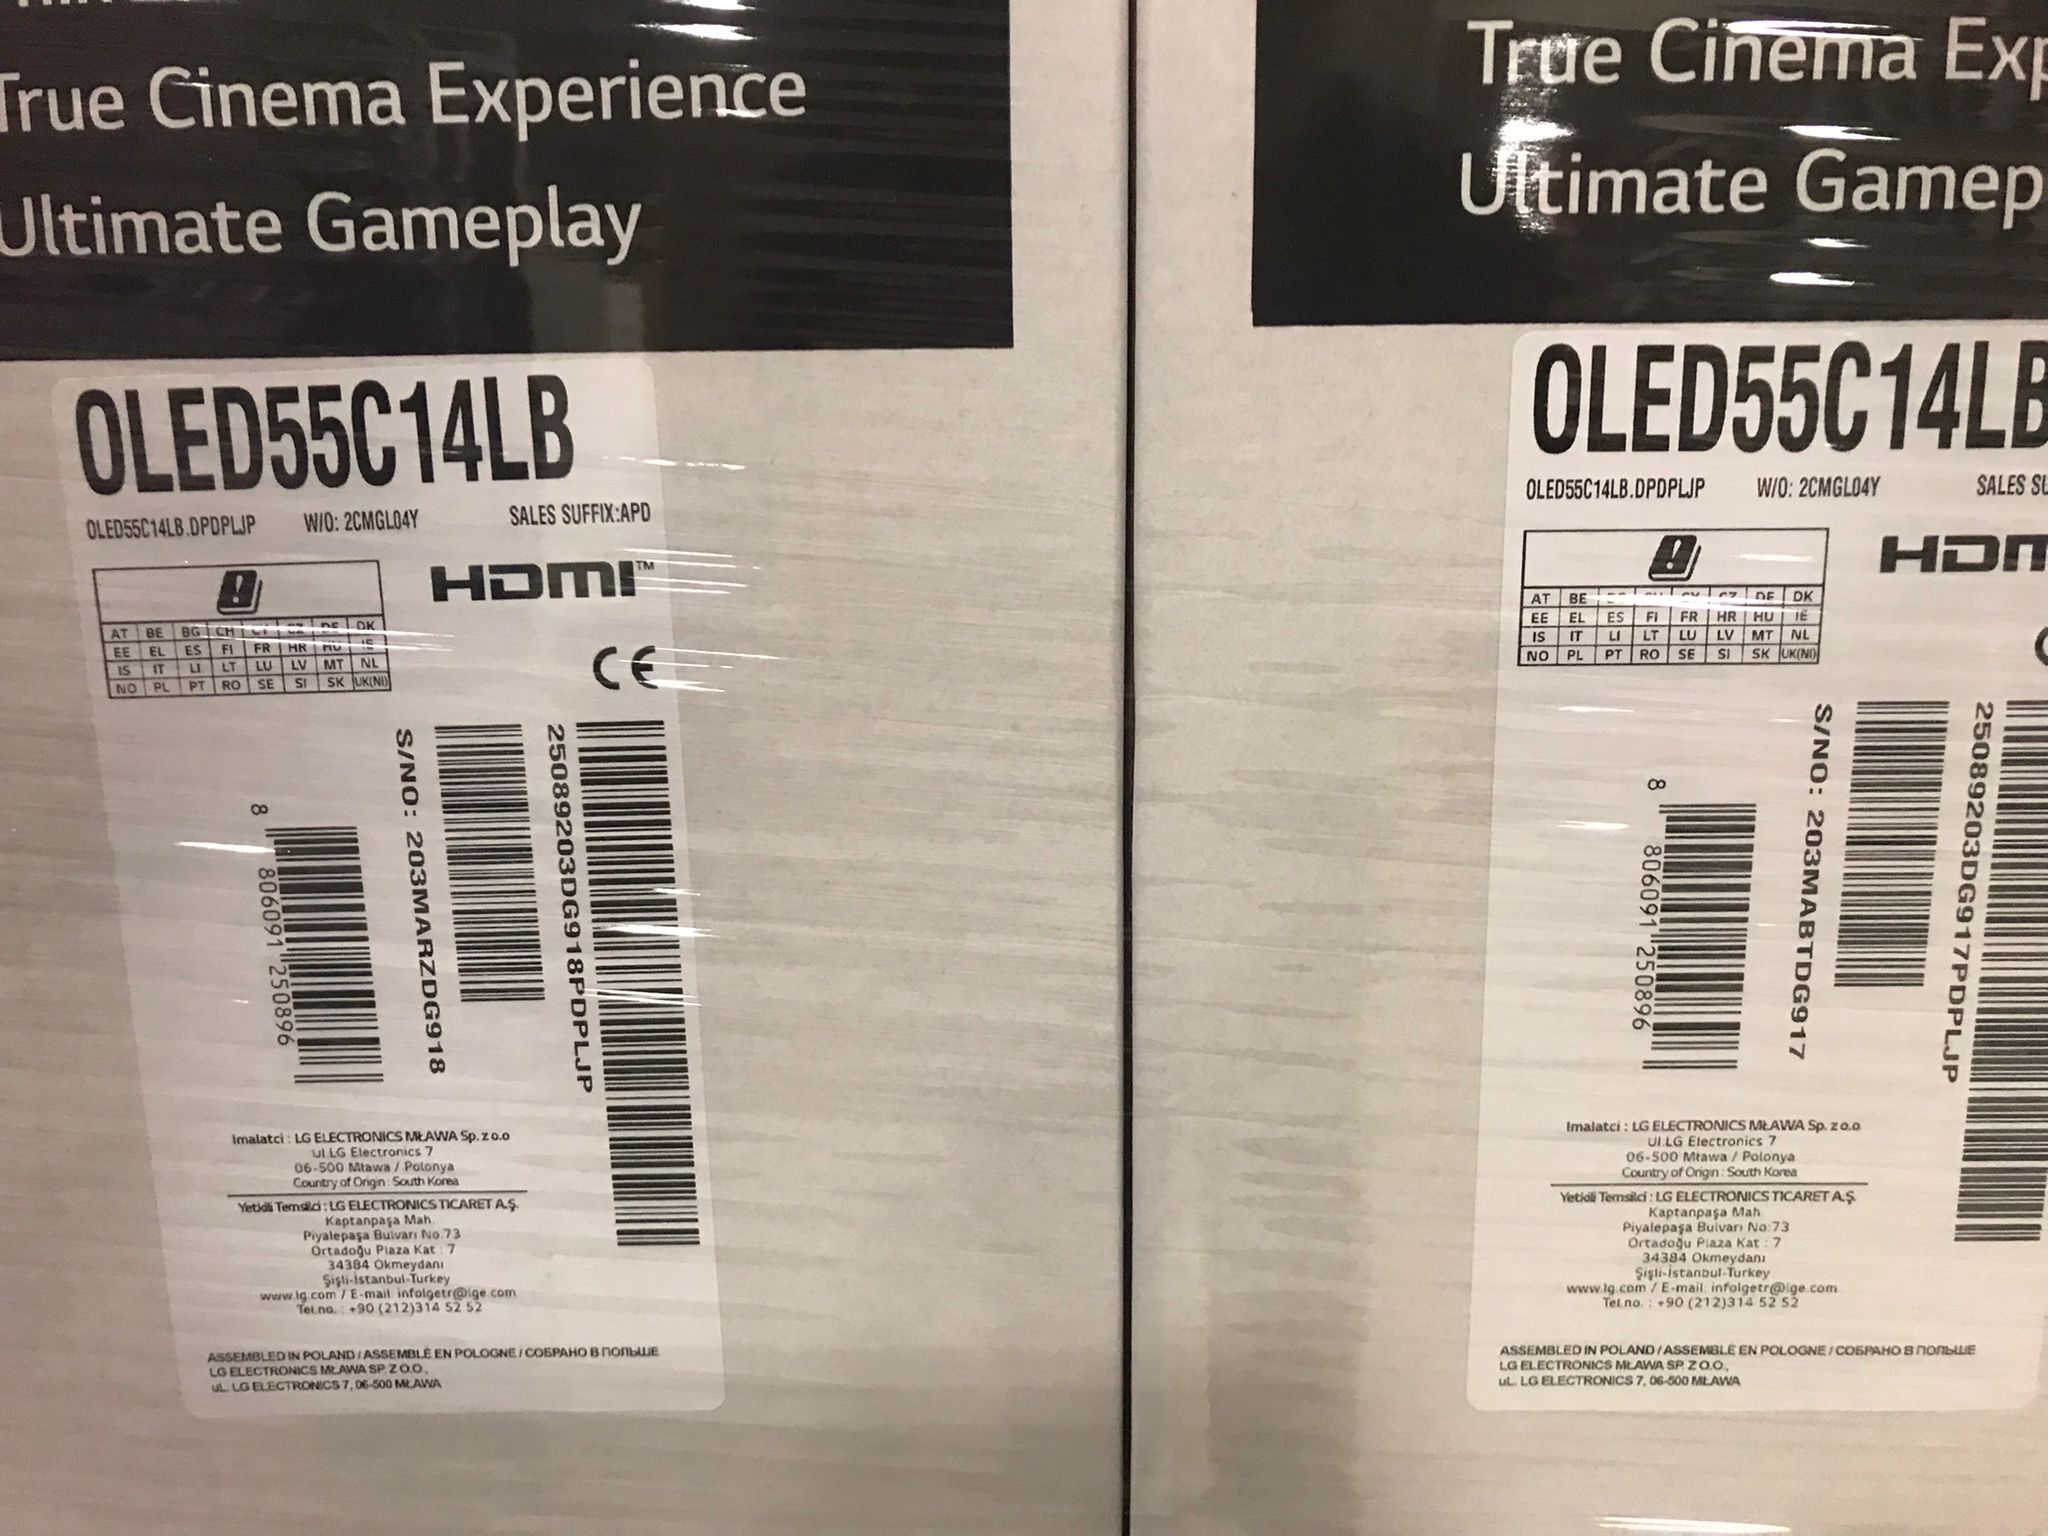 True Cinema Experience
Ultimate Gameplay
OLED55C14LB
OLED55C14LB.DPDPLJP W/O: 2CMGL04Y SALES SUFFIX:APD
HDMI™
AT BE BG CH CY CZ DE DK
EE EL ES FI FR HR HU IE
IS IT LI LT LU LV MT NL
NO PL PT RO SE SI SK UK(NI)
CE
8 806091 250896
S/NO: 203MARZDG918
25089203DG918PDPLJP
Imalatci : LG ELECTRONICS MŁAWA Sp. z o.o
Ul.LG Electronics 7
06-500 Mława / Polonya
Country of Origin : South Korea
Yetkili Temsilci : LG ELECTRONICS TICARET A.Ş.
Kaptanpaşa Mah.
Piyalepaşa Bulvarı No:73
Ortadoğu Plaza Kat : 7
34384 Okmeydanı
Şişli-İstanbul-Turkey
www.lg.com / E-mail: infolgetr@lge.com
Tel.no. : +90 (212)314 52 52
ASSEMBLED IN POLAND / ASSEMBLÉ EN POLOGNE / СОБРАНО В ПОЛЬШЕ
LG ELECTRONICS MŁAWA SP. Z O.O.,
uL. LG ELECTRONICS 7, 06-500 MŁAWA
True Cinema Exp
Ultimate Gamep
OLED55C14LB
OLED55C14LB.DPDPLJP W/O: 2CMGL04Y SALES SU
HDM
AT BE CZ DE DK
EE EL ES FI FR HR HU IE
IS IT LI LT LU LV MT NL
NO PL PT RO SE SI SK UK(NI)
8 806091 250896
S/NO: 203MABTDG917
25089203DG917PDPLJP
Imalatci : LG ELECTRONICS MŁAWA Sp. z o.o
Ul.LG Electronics 7
06-500 Mława / Polonya
Country of Origin : South Korea
Yetkili Temsilci : LG ELECTRONICS TICARET A.Ş.
Kaptanpaşa Mah.
Piyalepaşa Bulvarı No:73
Ortadoğu Plaza Kat : 7
34384 Okmeydanı
Şişli-İstanbul-Turkey
www.lg.com / E-mail: infolgetr@lge.com
Tel.no. : +90 (212)314 52 52
ASSEMBLED IN POLAND / ASSEMBLÉ EN POLOGNE / СОБРАНО В ПОЛЬШЕ
LG ELECTRONICS MŁAWA SP. Z O.O.,
uL. LG ELECTRONICS 7, 06-500 MŁAWA